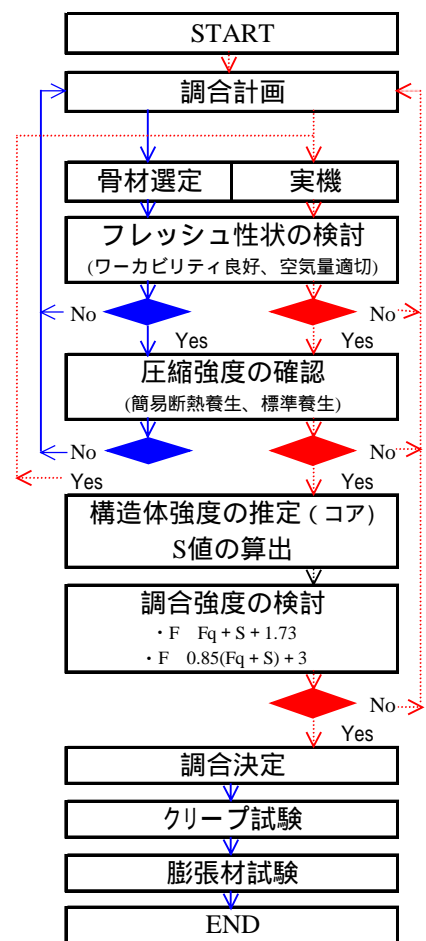 START
調合計画
骨材選定 実機
フレッシュ性状の検討
(ワーカビリティ良好、空気量適切)
No No
Yes Yes
圧縮強度の確認
(簡易断熱養生、標準養生)
No No
Yes Yes
構造体強度の推定(コア)
S値の算出
調合強度の検討
・F Fq+S+1.73
・F 0.85(Fq+S)+3
No
Yes
調合決定
クリープ試験
膨張材試験
END